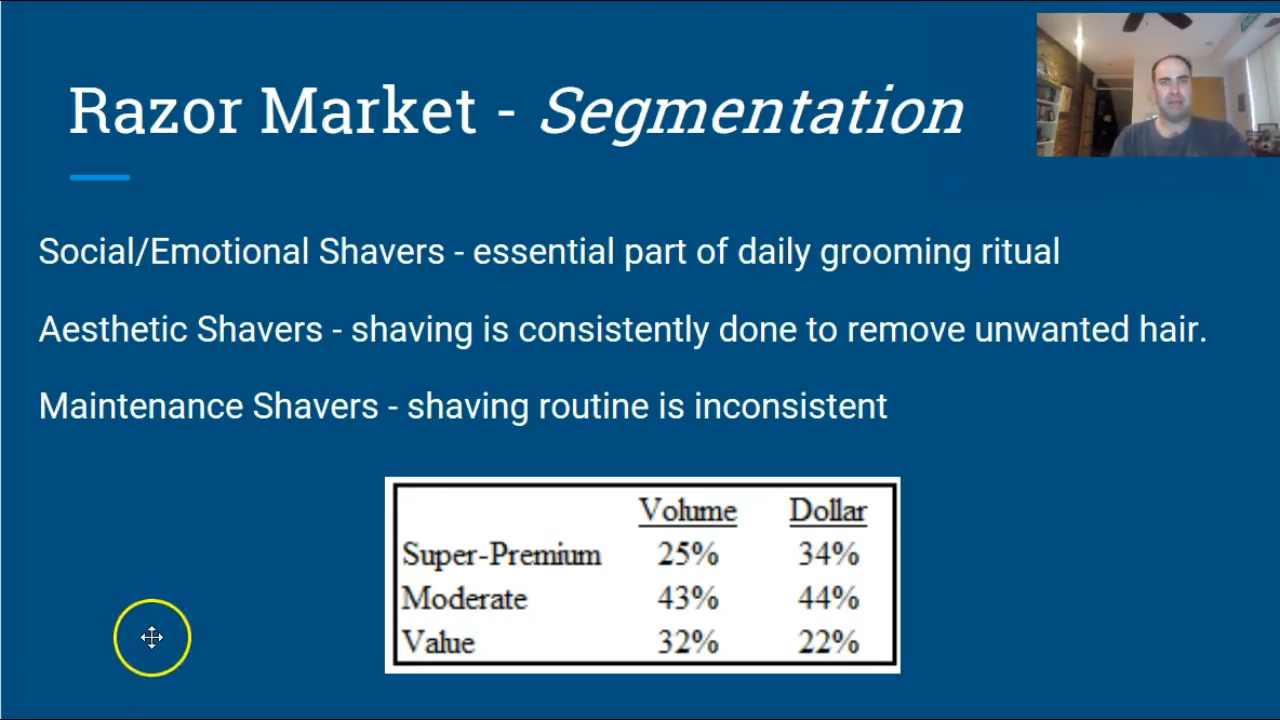 Razor Market - Segmentation
Social/Emotional Shavers - essential part of daily grooming ritual
Aesthetic Shavers - shaving is consistently done to remove unwanted hair.
Maintenance Shavers - shaving routine is inconsistent
Volume Dollar
Super-Premium 25% 34%
Moderate 43% 44%
Value 32% 22%